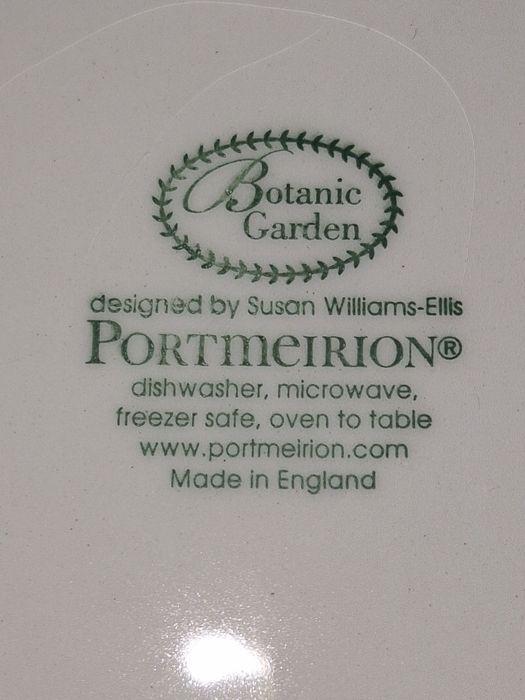 Botanic
Garden
designed by Susan Williams-Ellis
PORTMEIRION®
dishwasher, microwave,
freezer safe, oven to table
www.portmeirion.com
Made in England